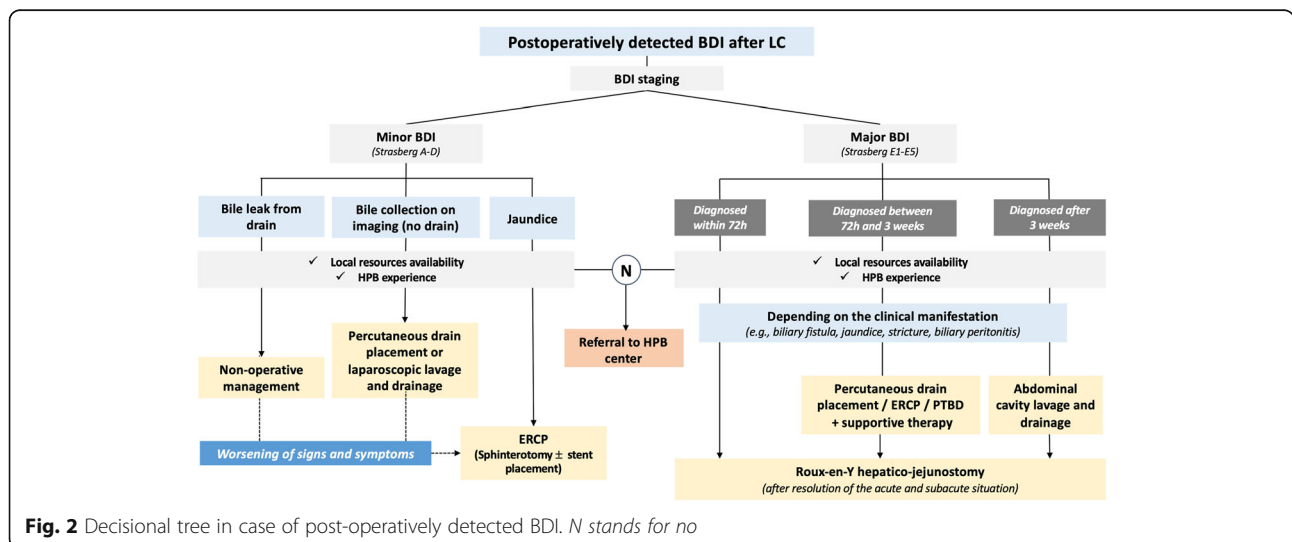 Postoperatively detected BDI after LC
BDI staging
Minor BDI
(Strasberg A-D)
Major BDI
(Strasberg E1-E5)
Bile leak from
drain
Bile collection on
imaging (no drain)
Jaundice
Diagnosed
within 72h
Diagnosed between
72h and 3 weeks
Diagnosed after
3 weeks
✓ Local resources availability
✓ HPB experience
N
✓ Local resources availability
✓ HPB experience
Depending on the clinical manifestation
(e.g., biliary fistula, jaundice, stricture, biliary peritonitis)
Referral to HPB
center
Non-operative
management
Percutaneous drain
placement or
laparoscopic lavage
and drainage
Percutaneous drain
placement / ERCP / PTBD
+ supportive therapy
Abdominal
cavity lavage and
drainage
Worsening of signs and symptoms
ERCP
(Sphinterotomy ± stent
placement)
Roux-en-Y hepatico-jejunostomy
(after resolution of the acute and subacute situation)
Fig. 2 Decisional tree in case of post-operatively detected BDI. N stands for no